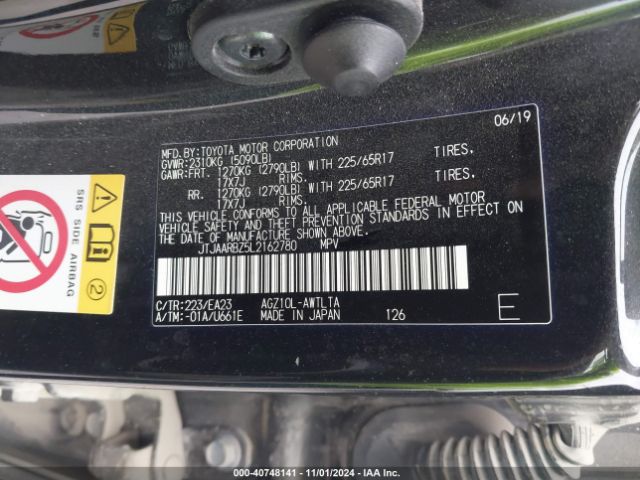 06/19
MFD.BY:TOYOTA MOTOR CORPORATION
GVWR:2310KG (5090LB)
GAWR:FRT. 1270KG (2790LB) WITH 225/65R17 TIRES.
17X7J RIMS.
RR. 1270KG (2790LB) WITH 225/65R17 TIRES.
17X7J RIMS.
THIS VEHICLE CONFORMS TO ALL APPLICABLE FEDERAL MOTOR
VEHICLE SAFETY AND THEFT PREVENTION STANDARDS IN EFFECT ON
THE DATE OF MANUFACTURE SHOWN ABOVE.
JTJAARBZ5L2162780 MPV
C/TR:223/EA23 AGZ10L-AWTLTA
A/TM:-01A/U661E MADE IN JAPAN 126 E
SRS SIDE AIRBAG 2
000-40748141 - 11/01/2024 - IAA Inc.